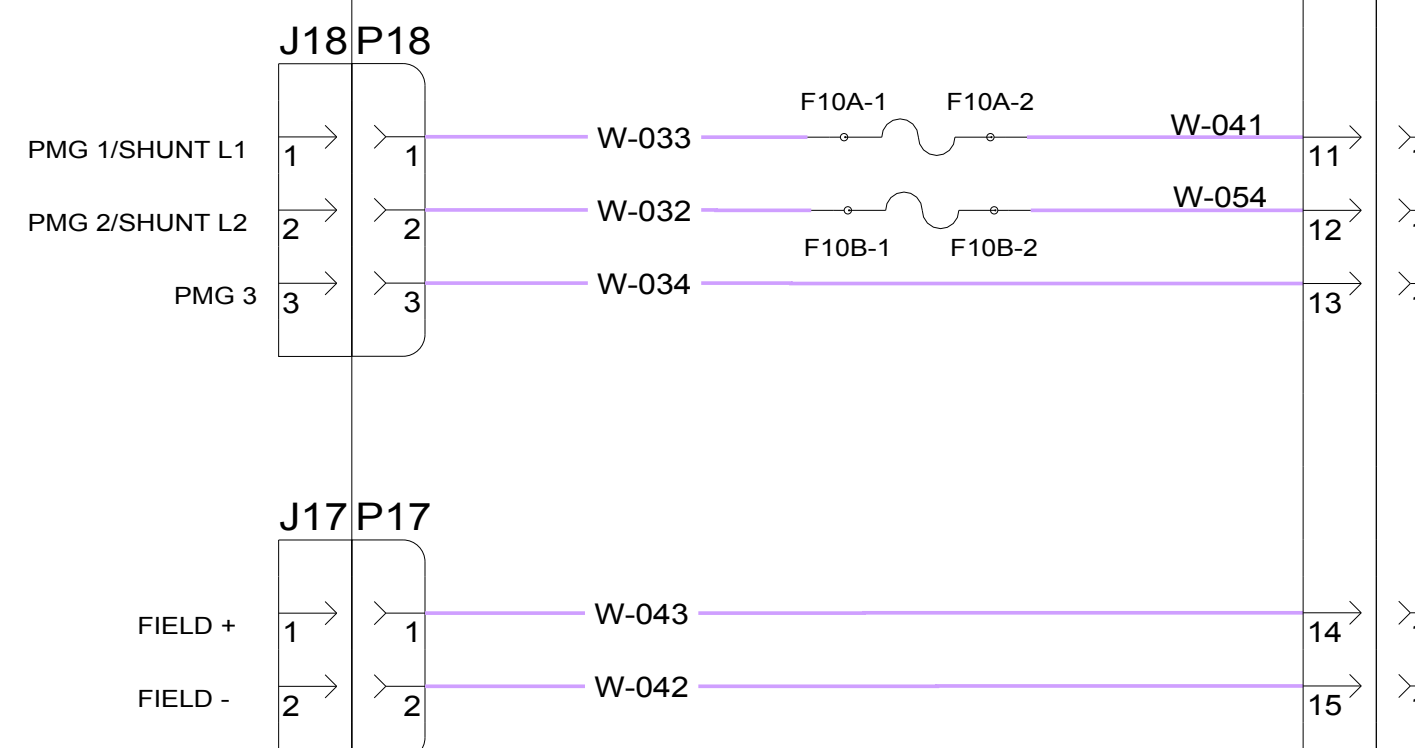 J18 P18
F10A-1 F10A-2
PMG 1/SHUNT L1 1 1 W-033 W-041 11
PMG 2/SHUNT L2 2 2 W-032 W-054 12
F10B-1 F10B-2
PMG 3 3 3 W-034 13
J17 P17
FIELD + 1 1 W-043 14
FIELD - 2 2 W-042 15